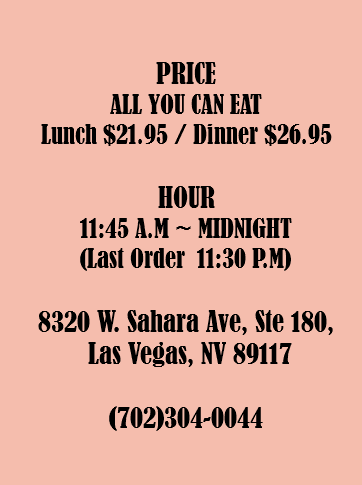 PRICE
ALL YOU CAN EAT
Lunch $21.95 / Dinner $26.95
HOUR
11:45 A.M ~ MIDNIGHT
(Last Order 11:30 P.M)
8320 W. Sahara Ave, Ste 180,
Las Vegas, NV 89117
(702)304-0044